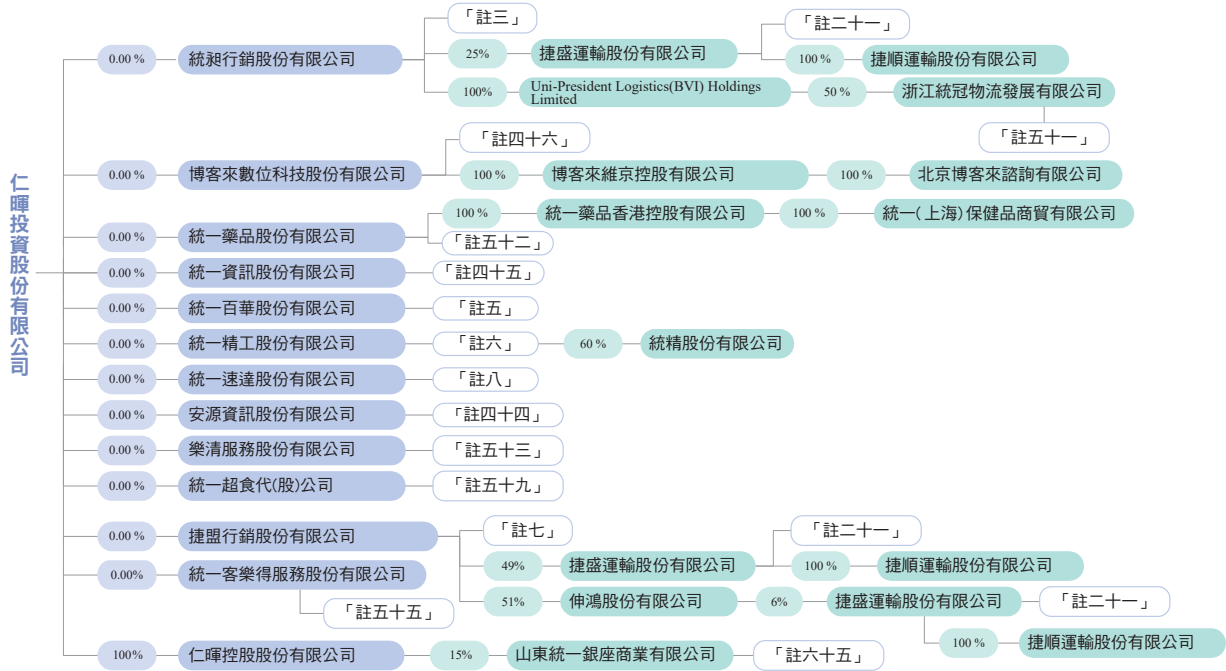 仁暉投資股份有限公司
「註三」
「註二十一」
0.00 %
統昶行銷股份有限公司
25%
捷盛運輸股份有限公司
100 %
捷順運輸股份有限公司
100%
Uni-President Logistics(BVI) Holdings
Limited
50 %
浙江統冠物流發展有限公司
「註五十一」
「註四十六」
0.00 %
博客來數位科技股份有限公司
100 %
博客來維京控股有限公司
100 %
北京博客來諮詢有限公司
100 %
統一藥品香港控股有限公司
100 %
統一(上海)保健品商貿有限公司
0.00 %
統一藥品股份有限公司
「註五十二」
0.00 %
統一資訊股份有限公司
「註四十五」
0.00 %
統一百華股份有限公司
「註五」
0.00 %
統一精工股份有限公司
「註六」
60 %
統精股份有限公司
0.00 %
統一速達股份有限公司
「註八」
0.00 %
安源資訊股份有限公司
「註四十四」
0.00 %
樂清服務股份有限公司
「註五十三」
0.00 %
統一超食代(股)公司
「註五十九」
「註七」
「註二十一」
0.00 %
捷盟行銷股份有限公司
49%
捷盛運輸股份有限公司
100 %
捷順運輸股份有限公司
0.00%
統一客樂得服務股份有限公司
「註五十五」
51%
伸鴻股份有限公司
6%
捷盛運輸股份有限公司
「註二十一」
100 %
捷順運輸股份有限公司
100%
仁暉控股股份有限公司
15%
山東統一銀座商業有限公司
「註六十五」